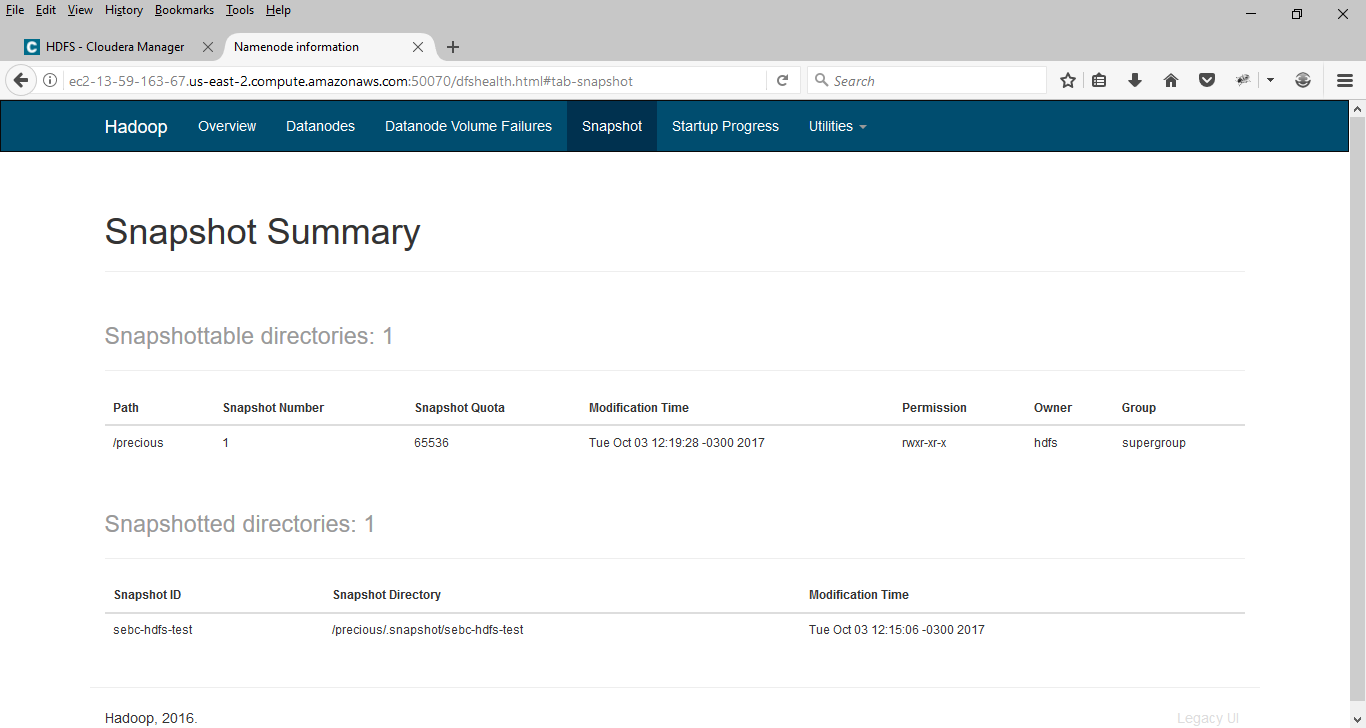 File Edit View History Bookmarks Tools Help
C HDFS - Cloudera Manager Namenode information
ec2-13-59-163-67.us-east-2.compute.amazonaws.com:50070/dfshealth.html#tab-snapshot Search
Hadoop Overview Datanodes Datanode Volume Failures Snapshot Startup Progress Utilities
Snapshot Summary
Snapshottable directories: 1
Path Snapshot Number Snapshot Quota Modification Time Permission Owner Group
/precious 1 65536 Tue Oct 03 12:19:28 -0300 2017 rwxr-xr-x hdfs supergroup
Snapshotted directories: 1
Snapshot ID Snapshot Directory Modification Time
sebc-hdfs-test /precious/.snapshot/sebc-hdfs-test Tue Oct 03 12:15:06 -0300 2017
Hadoop, 2016. Legacy UI